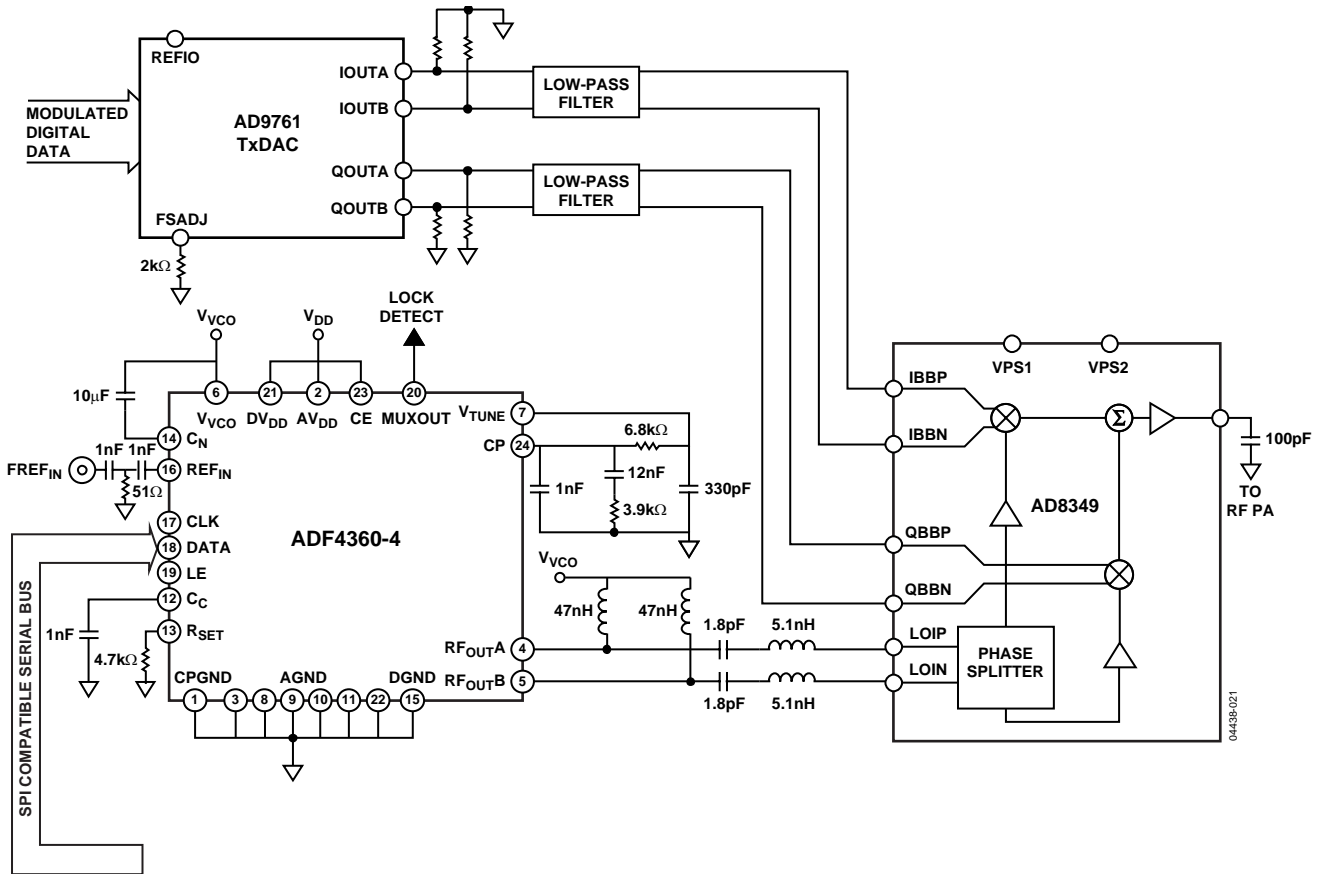 REFIO
IOUTA
IOUTB
AD9761
TxDAC
QOUTA
QOUTB
FSADJ
MODULATED
DIGITAL
DATA
2kΩ
LOW-PASS
FILTER
LOW-PASS
FILTER
VVCO
VDD
LOCK
DETECT
10μF
6
21
2
23
20
VVCO
DVDD
AVDD
CE
MUXOUT
VTUNE
7
14
CN
CP
24
1nF
1nF
FREFIN
16
REFIN
51Ω
17
CLK
18
DATA
19
LE
12
CC
13
RSET
1nF
4.7kΩ
ADF4360-4
6.8kΩ
12nF
1nF
3.9kΩ
330pF
VVCO
47nH
47nH
1.8pF
5.1nH
RFOUTA
4
RFOUTB
5
1.8pF
5.1nH
CPGND
AGND
DGND
1
3
8
9
10
11
22
15
SPI COMPATIBLE SERIAL BUS
VPS1
VPS2
IBBP
IBBN
Σ
100pF
TO
RF PA
AD8349
QBBP
QBBN
LOIP
LOIN
PHASE
SPLITTER
04438-021